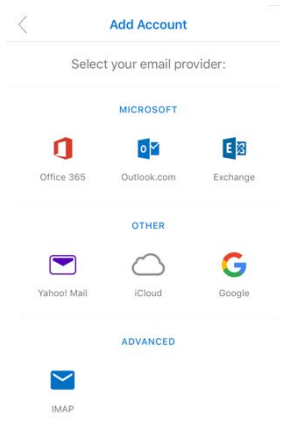 Add Account
Select your email provider:
MICROSOFT
Office 365 Outlook.com Exchange
OTHER
Yahoo! Mail iCloud Google
ADVANCED
IMAP